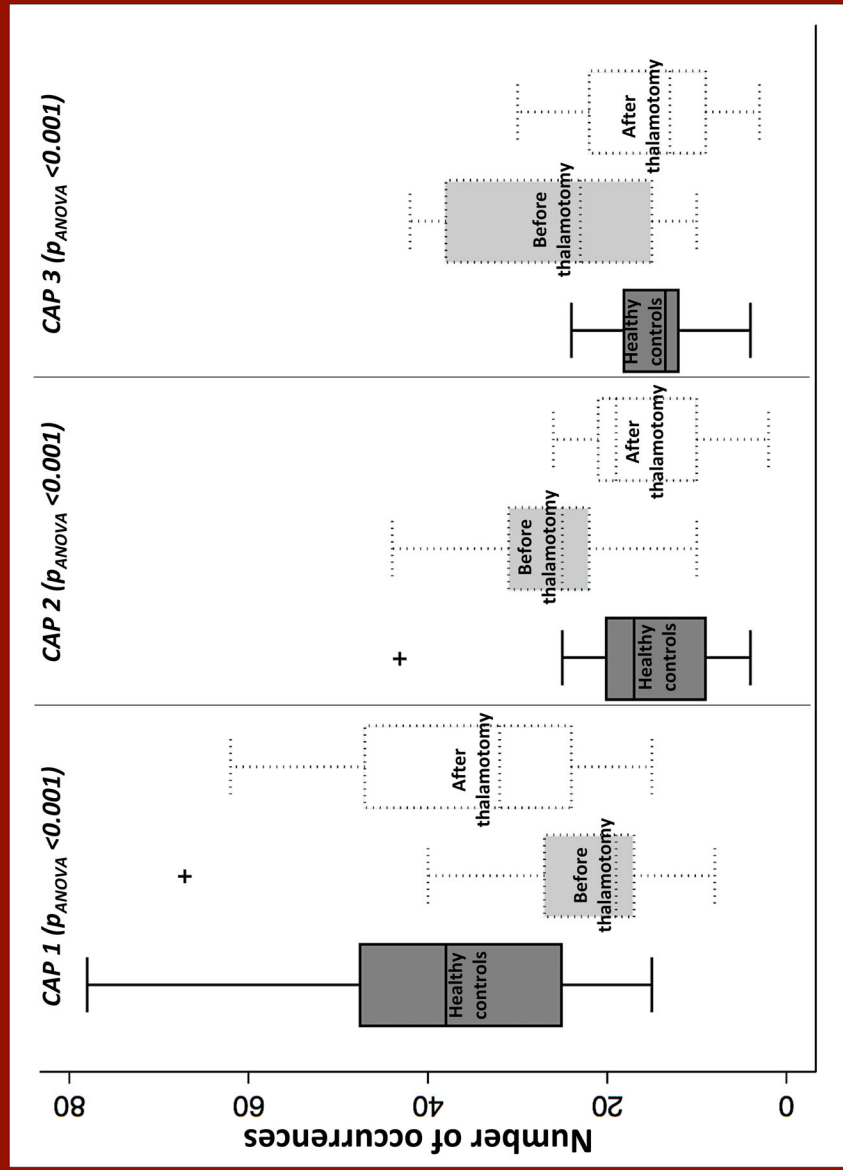 CAP 1 (pANOVA <0.001)
CAP 2 (pANOVA <0.001)
CAP 3 (pANOVA <0.001)
80
60
40
20
0
Number of occurrences
Healthy
controls
Before
thalamotomy
After
thalamotomy
Healthy
controls
Before
thalamotomy
After
thalamotomy
Healthy
controls
Before
thalamotomy
After
thalamotomy